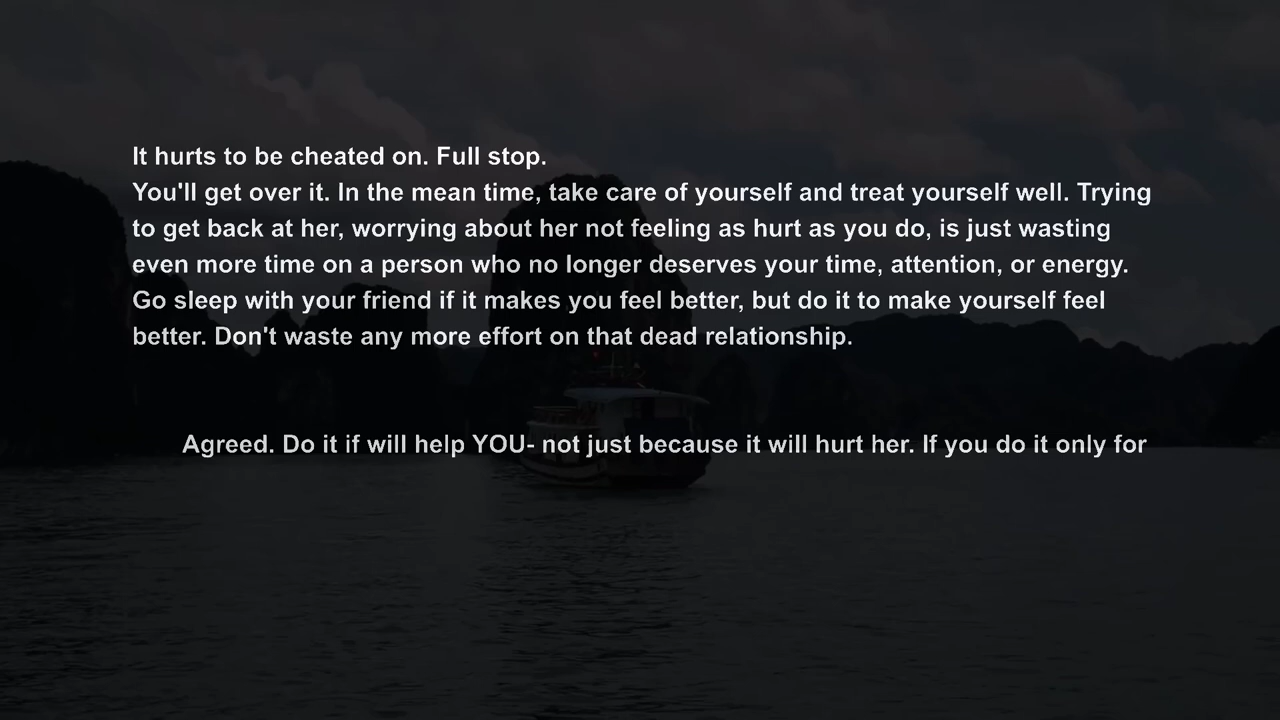 It hurts to be cheated on. Full stop.
You'll get over it. In the mean time, take care of yourself and treat yourself well. Trying
to get back at her, worrying about her not feeling as hurt as you do, is just wasting
even more time on a person who no longer deserves your time, attention, or energy.
Go sleep with your friend if it makes you feel better, but do it to make yourself feel
better. Don't waste any more effort on that dead relationship.
Agreed. Do it if will help YOU- not just because it will hurt her. If you do it only for